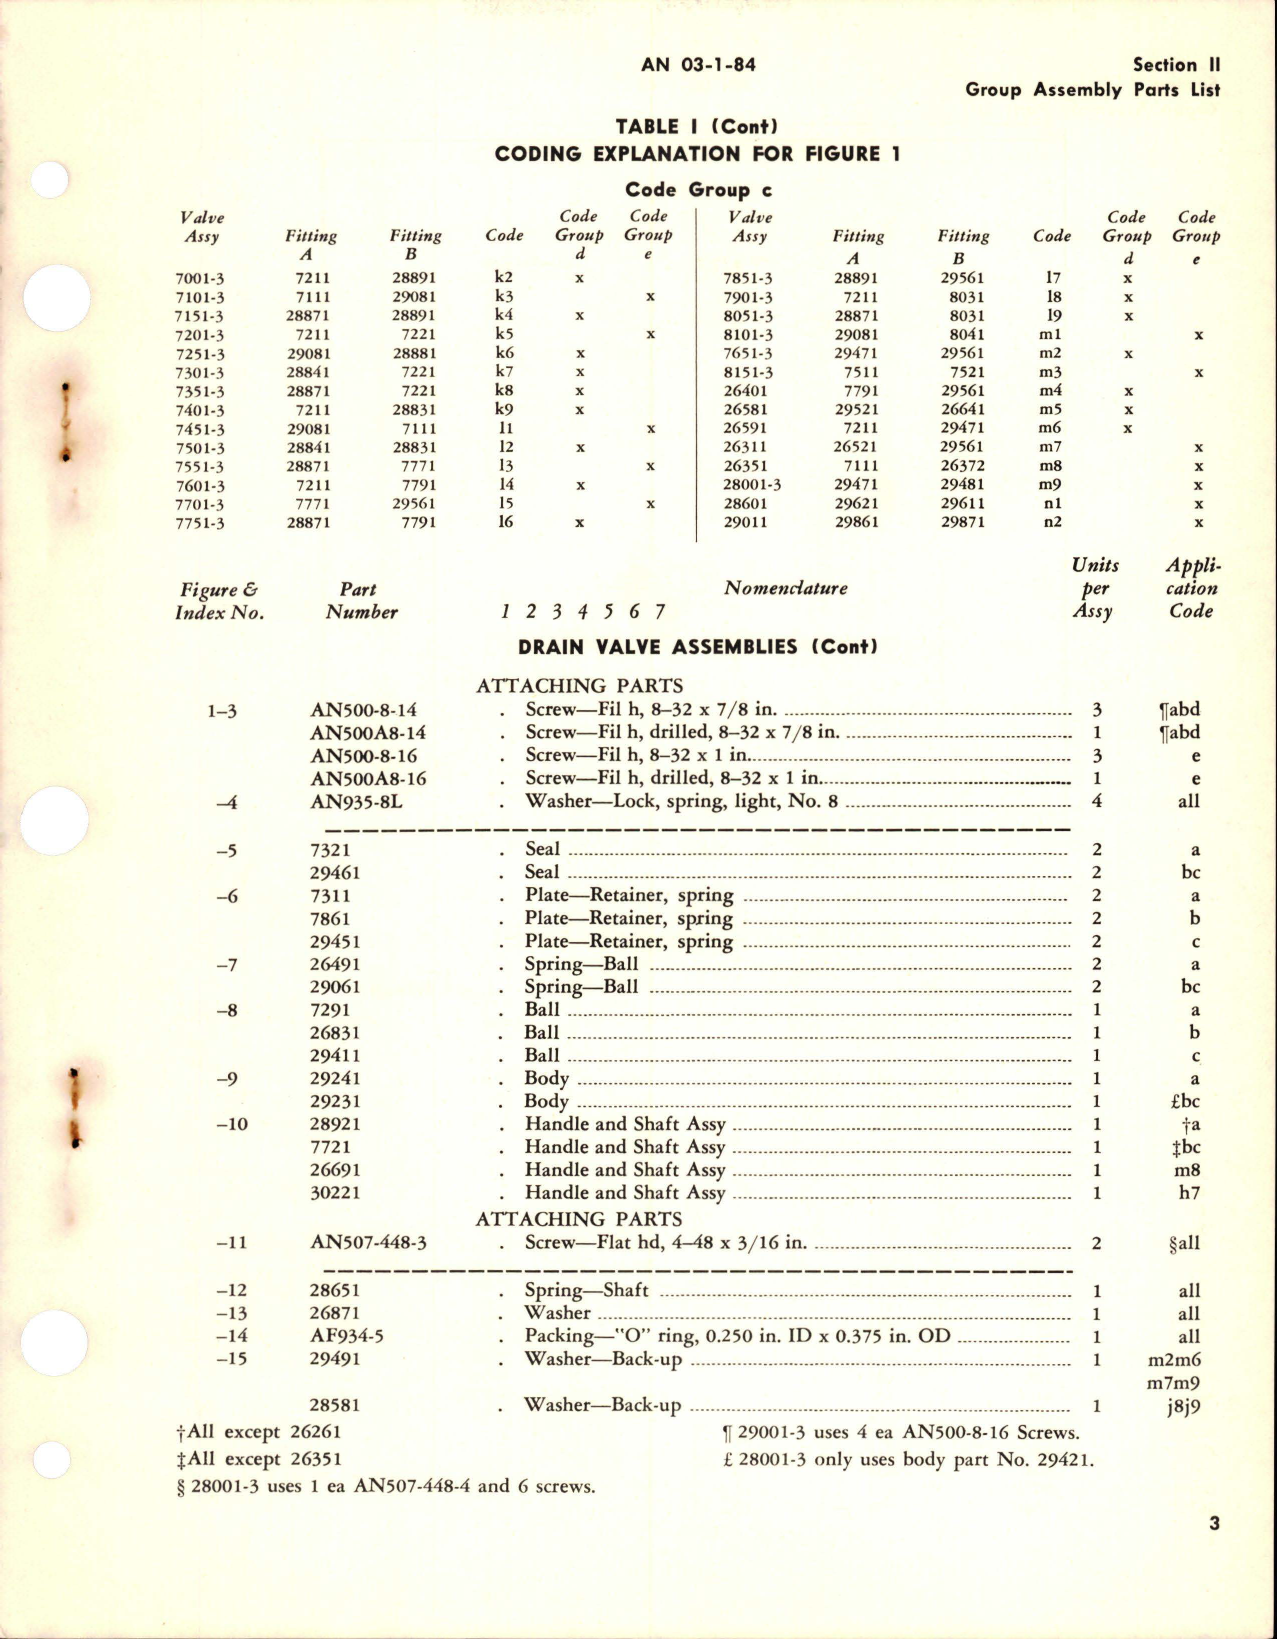 AN 03-1-84
Section II
Group Assembly Parts List
TABLE I (Cont)
CODING EXPLANATION FOR FIGURE 1
Code Group c
Valve Code Code Valve Code Code
Assy Fitting Fitting Code Group Group Assy Fitting Fitting Code Group Group
A B d e A B d e
7001-3 7211 28891 k2 x 7851-3 28891 29561 l7 x
7101-3 7111 29081 k3 x 7901-3 7211 8031 l8 x
7151-3 28871 28891 k4 x 8051-3 28871 8031 l9 x
7201-3 7211 7221 k5 x 8101-3 29081 8041 m1 x
7251-3 29081 28881 k6 x 7651-3 29471 29561 m2 x
7301-3 28841 7221 k7 x 8151-3 7511 7521 m3 x
7351-3 28871 7221 k8 x 26401 7791 29561 m4 x
7401-3 7211 28831 k9 x 26581 29521 26641 m5 x
7451-3 29081 7111 l1 x 26591 7211 29471 m6 x
7501-3 28841 28831 l2 x 26311 26521 29561 m7 x
7551-3 28871 7771 l3 x 26351 7111 26372 m8 x
7601-3 7211 7791 l4 x 28001-3 29471 29481 m9 x
7701-3 7771 29561 l5 x 28601 29621 29611 n1 x
7751-3 28871 7791 l6 x 29011 29861 29871 n2 x
Units Appli-
Figure & Part Nomenclature per cation
Index No. Number 1 2 3 4 5 6 7 Assy Code
DRAIN VALVE ASSEMBLIES (Cont)
ATTACHING PARTS
1-3 AN500-8-14 . Screw—Fil h, 8–32 x 7/8 in. 3 ¶abd
AN500A8-14 . Screw—Fil h, drilled, 8–32 x 7/8 in. 1 ¶abd
AN500-8-16 . Screw—Fil h, 8–32 x 1 in. 3 e
AN500A8-16 . Screw—Fil h, drilled, 8–32 x 1 in. 1 e
–4 AN935-8L . Washer—Lock, spring, light, No. 8 4 all
–5 7321 . Seal 2 a
29461 . Seal 2 bc
–6 7311 . Plate—Retainer, spring 2 a
7861 . Plate—Retainer, spring 2 b
29451 . Plate—Retainer, spring 2 c
–7 26491 . Spring—Ball 2 a
29061 . Spring—Ball 2 bc
–8 7291 . Ball 1 a
26831 . Ball 1 b
29411 . Ball 1 c
–9 29241 . Body 1 a
29231 . Body 1 £bc
–10 28921 . Handle and Shaft Assy 1 †a
7721 . Handle and Shaft Assy 1 ‡bc
26691 . Handle and Shaft Assy 1 m8
30221 . Handle and Shaft Assy 1 h7
ATTACHING PARTS
–11 AN507-448-3 . Screw—Flat hd, 4–48 x 3/16 in. 2 §all
–12 28651 . Spring—Shaft 1 all
–13 26871 . Washer 1 all
–14 AF934-5 . Packing—"O" ring, 0.250 in. ID x 0.375 in. OD 1 all
–15 29491 . Washer—Back-up 1 m2m6
m7m9
28581 . Washer—Back-up 1 j8j9
†All except 26261 ¶ 29001-3 uses 4 ea AN500-8-16 Screws.
‡All except 26351 £ 28001-3 only uses body part No. 29421.
§ 28001-3 uses 1 ea AN507-448-4 and 6 screws.
3